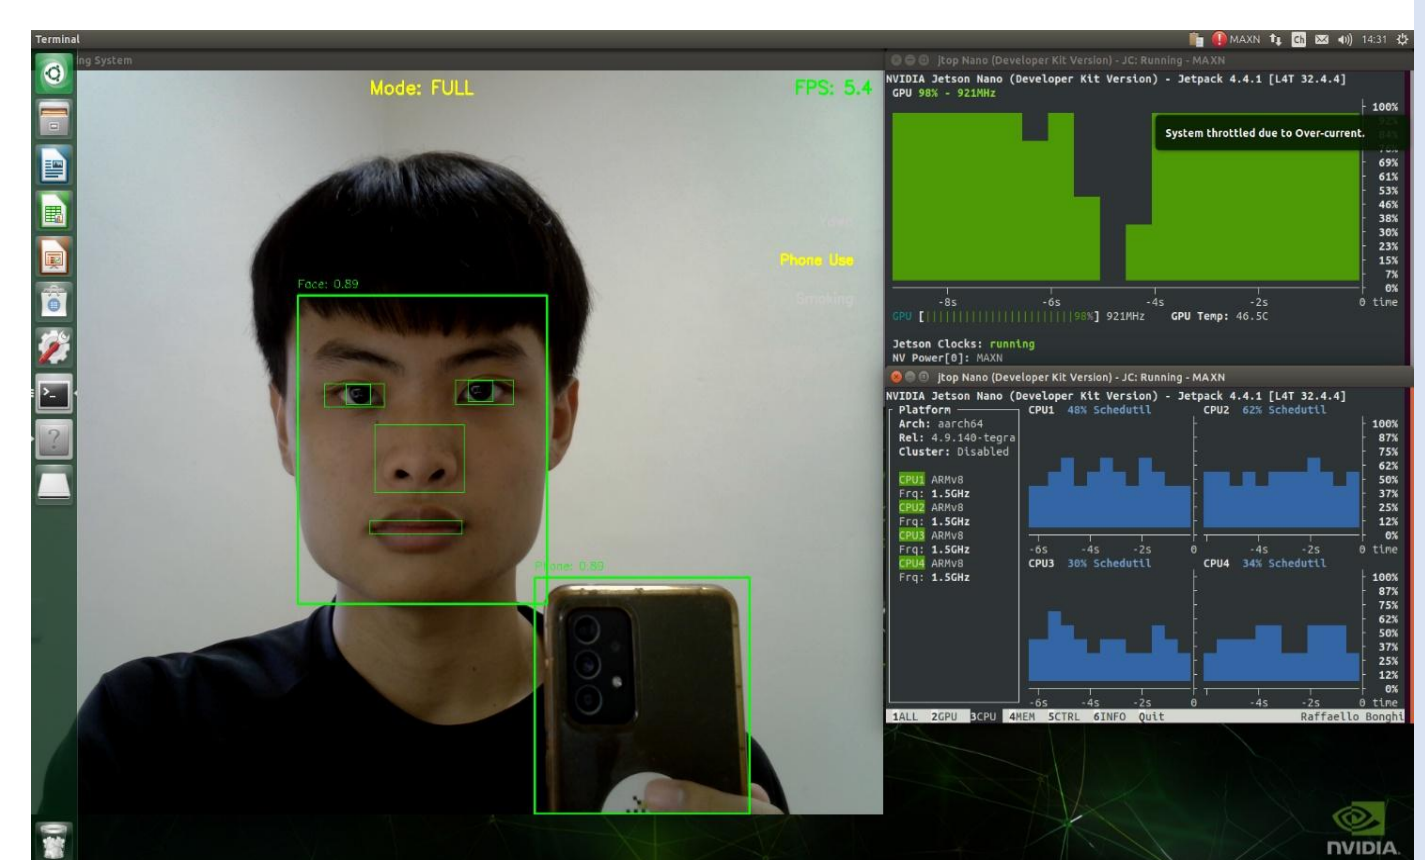 Terminal
MAXN
Ch
14:31
ng System
Mode: FULL
FPS: 5.4
Yawn
Phone Use
Smoking
Face: 0.89
Phone: 0.89
jtop Nano (Developer Kit Version) - JC: Running - MAXN
NVIDIA Jetson Nano (Developer Kit Version) - Jetpack 4.4.1 [L4T 32.4.4]
GPU 98% - 921MHz
100%
System throttled due to Over-current.
69%
61%
53%
46%
38%
30%
23%
15%
7%
0%
-8s -6s -4s -2s 0 time
GPU [||||||||||||||||||||||||98%] 921MHz GPU Temp: 46.5C
Jetson Clocks: running
NV Power[0]: MAXN
jtop Nano (Developer Kit Version) - JC: Running - MAXN
NVIDIA Jetson Nano (Developer Kit Version) - Jetpack 4.4.1 [L4T 32.4.4]
Platform
Arch: aarch64
Rel: 4.9.140-tegra
Cluster: Disabled
CPU1 ARMv8
Frq: 1.5GHz
CPU2 ARMv8
Frq: 1.5GHz
CPU3 ARMv8
Frq: 1.5GHz
CPU4 ARMv8
Frq: 1.5GHz
CPU1 48% Schedutil
CPU2 62% Schedutil
100%
87%
75%
62%
50%
37%
25%
12%
0%
-6s -4s -2s 0 -4s -2s 0 time
CPU3 30% Schedutil
CPU4 34% Schedutil
100%
87%
75%
62%
50%
37%
25%
12%
0%
-6s -4s -2s 0 -4s -2s 0 time
1ALL 2GPU 3CPU 4MEM 5CTRL 6INFO Quit Raffaello Bonghi
NVIDIA.